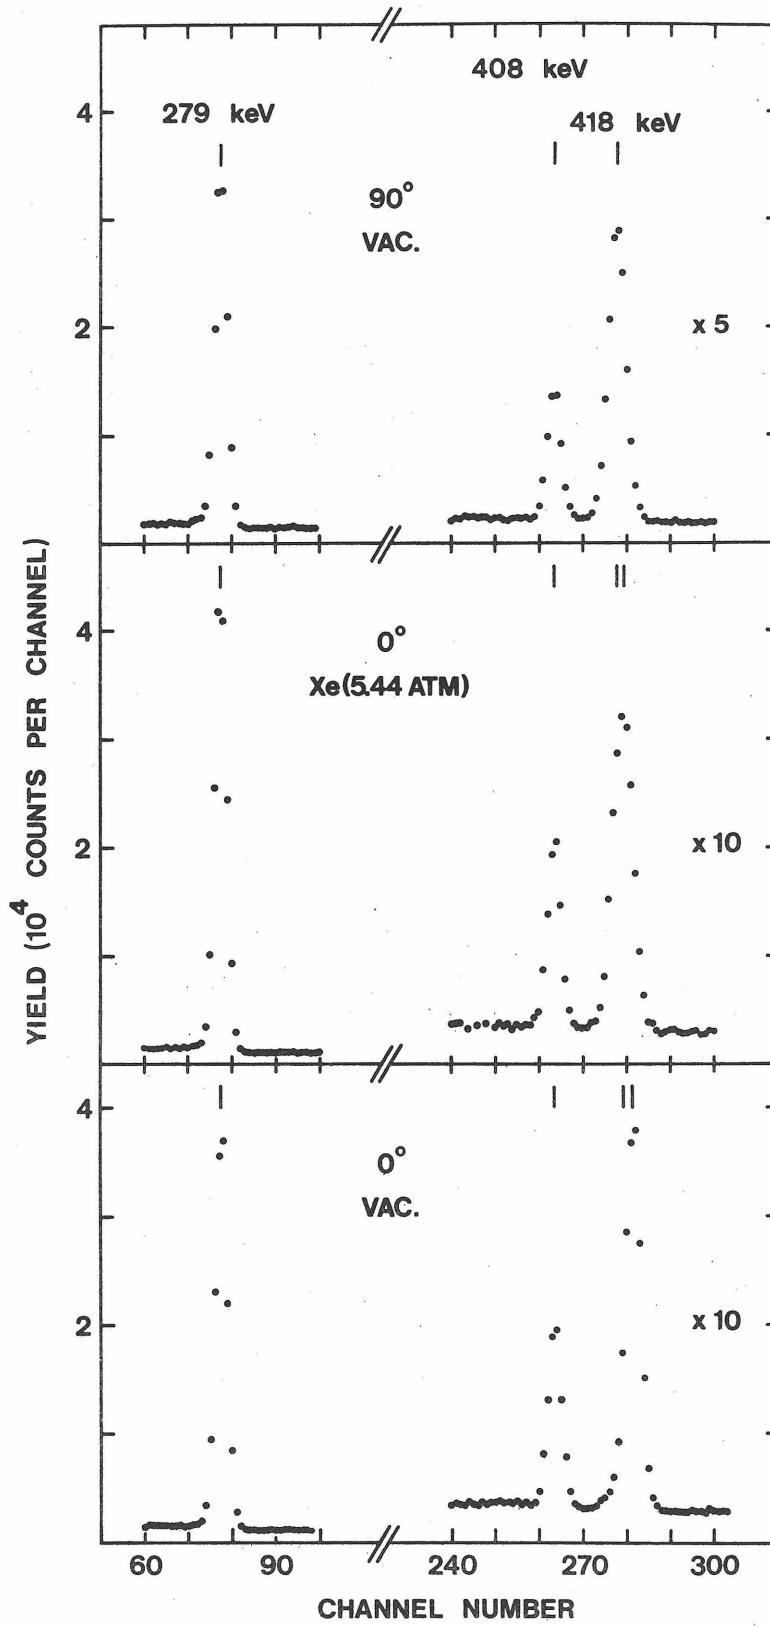 408 keV
279 keV
418 keV
4
90°
VAC.
2
x 5
4
0°
Xe(5.44 ATM)
2
x 10
4
0°
VAC.
2
x 10
60 90 240 270 300
CHANNEL NUMBER
YIELD (10⁴ COUNTS PER CHANNEL)